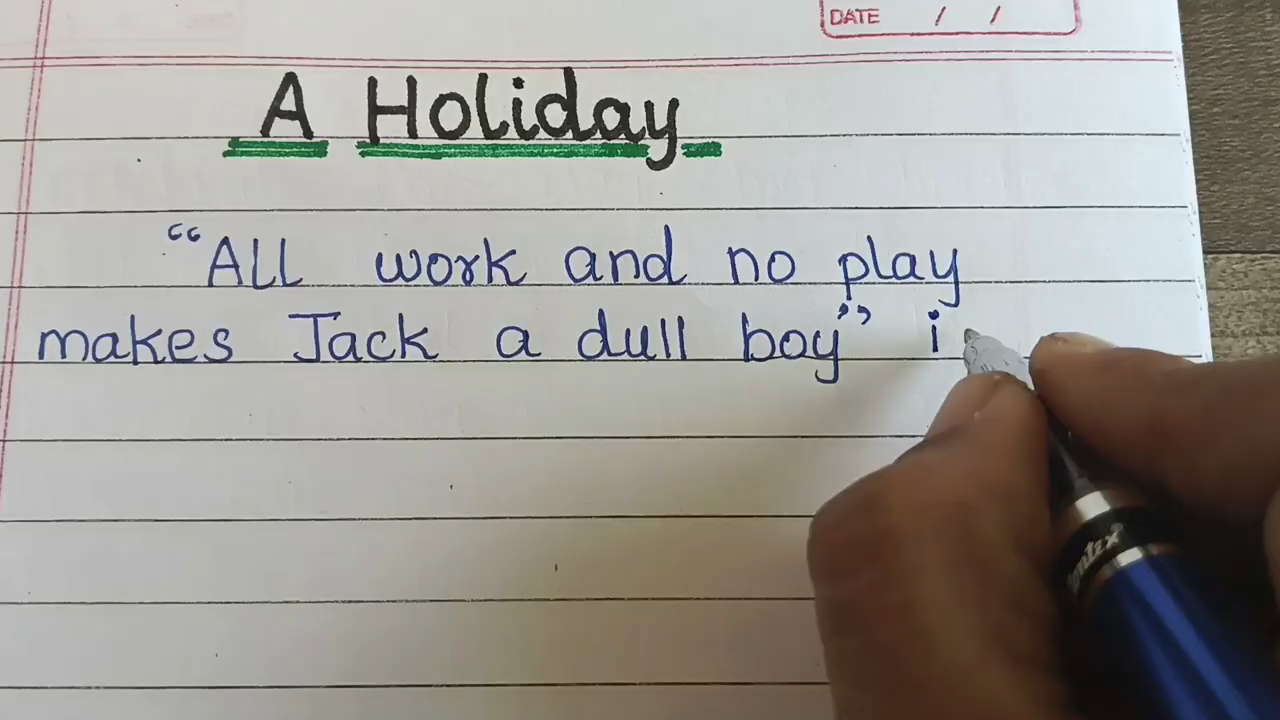 DATE / /
A Holiday
“All work and no play
makes Jack a dull boy” i